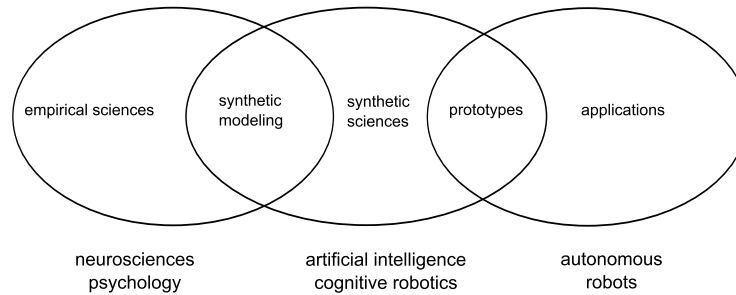 empirical sciences
synthetic
modeling
synthetic
sciences
prototypes
applications
neurosciences
psychology
artificial intelligence
cognitive robotics
autonomous
robots